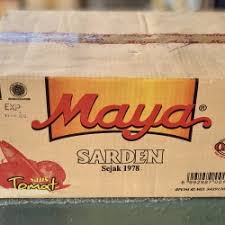 EXP
Maya®
SARDEN
Sejak 1978
SAUS
Tomat